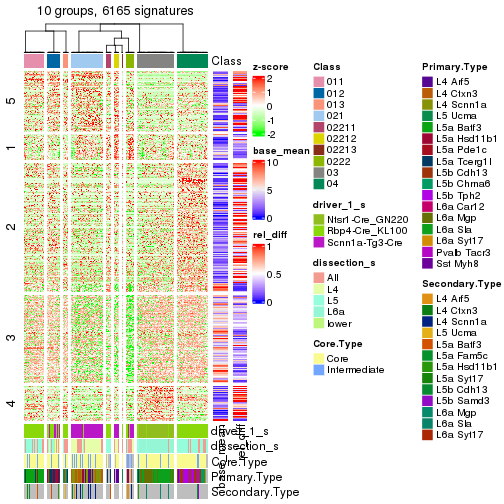 10 groups, 6165 signatures
Class
5
1
2
3
4
driver_1_s
dissection_s
Core.Type
Primary.Type
Secondary.Type
base_mean
rel_diff
z-score
2
1
0
-1
-2
base_mean
10
5
0
rel_diff
1
0.5
0
Class
011
012
013
021
02211
02212
02213
0222
03
04
driver_1_s
Ntsr1-Cre_GN220
Rbp4-Cre_KL100
Scnn1a-Tg3-Cre
dissection_s
All
L4
L5
L6a
lower
Core.Type
Core
Intermediate
Primary.Type
L4 Arf5
L4 Ctxn3
L4 Scnn1a
L5 Ucma
L5a Batf3
L5a Hsd11b1
L5a Pde1c
L5a Tcerg1l
L5b Cdh13
L5b Chrna6
L5b Tph2
L6a Car12
L6a Mgp
L6a Sla
L6a Syt17
Pvalb Tacr3
Sst Myh8
Secondary.Type
L4 Arf5
L4 Ctxn3
L4 Scnn1a
L5 Ucma
L5a Batf3
L5a Fam5c
L5a Hsd11b1
L5a Syt17
L5b Cdh13
L5b Samd3
L6a Mgp
L6a Sla
L6a Syt17